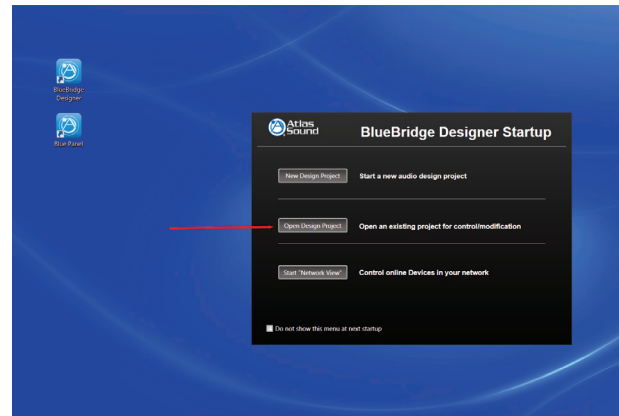 BlueBridge
Designer
Blue Panel
Atlas
Sound
BlueBridge Designer Startup
New Design Project
Start a new audio design project
Open Design Project
Open an existing project for control/modification
Start "Network View"
Control online Devices in your network
Do not show this menu at next startup